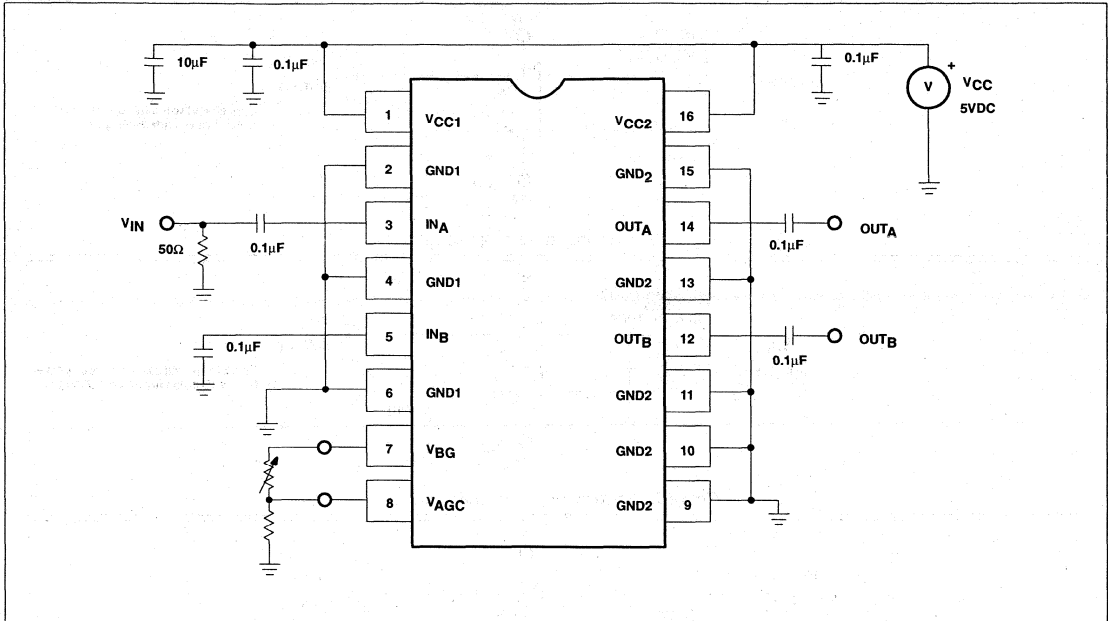 10μF
0.1μF
0.1μF
+
V
VCC
5VDC
1
VCC1
VCC2
16
2
GND1
GND2
15
VIN
50Ω
0.1μF
3
INA
OUTA
14
0.1μF
OUTA
4
GND1
GND2
13
0.1μF
5
INB
OUTB
12
0.1μF
OUTB
6
GND1
GND2
11
7
VBG
GND2
10
8
VAGC
GND2
9